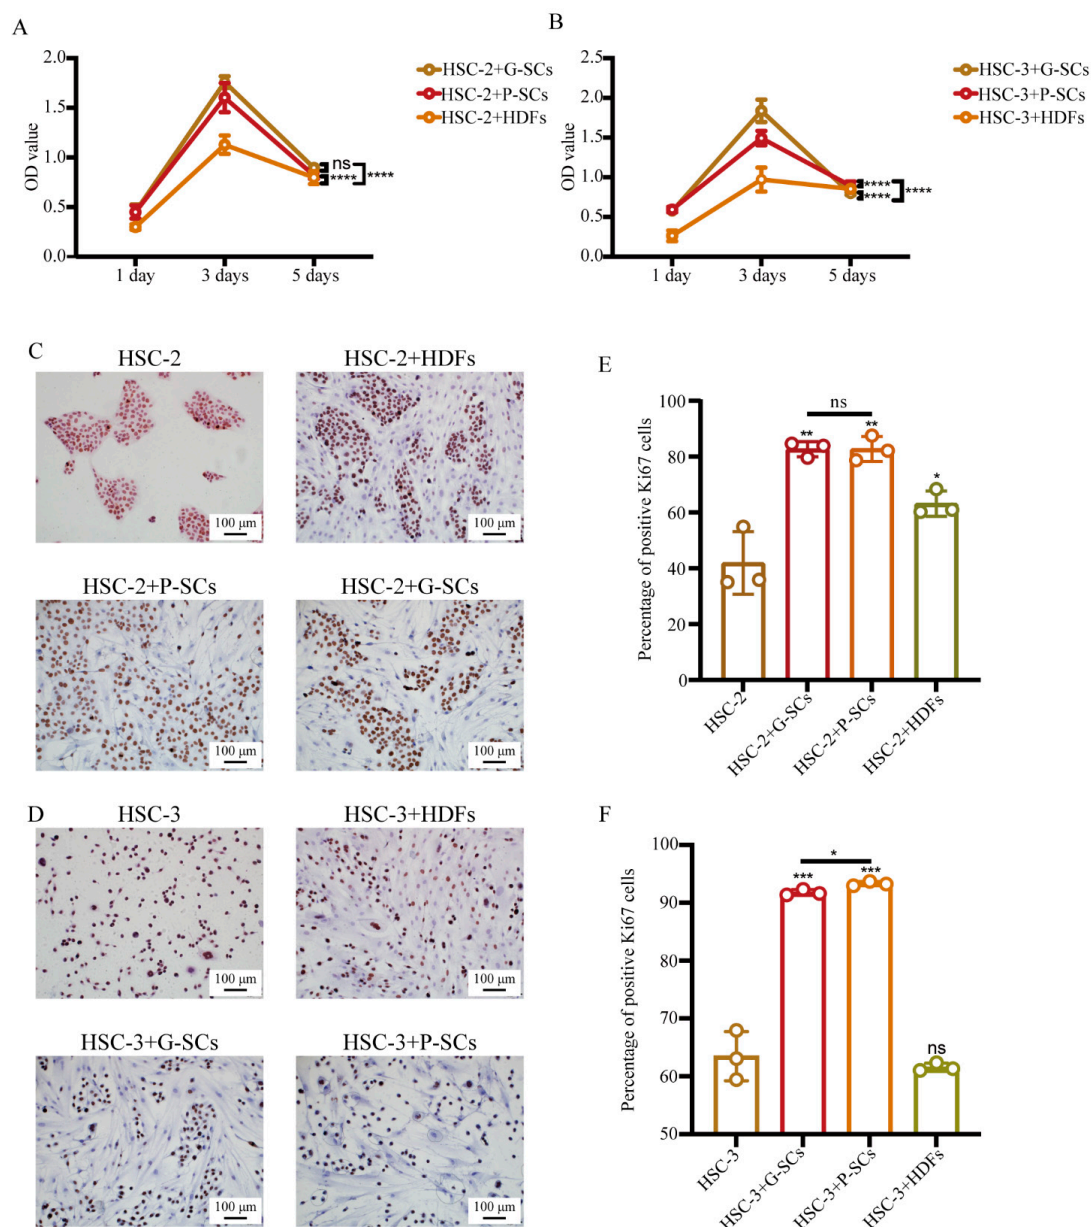 A
2.0
1.5
1.0
0.5
0.0
OD value
1 day
3 days
5 days
HSC-2+G-SCs
HSC-2+P-SCs
HSC-2+HDFs
ns
****
****
B
2.5
2.0
1.5
1.0
0.5
0.0
OD value
1 day
3 days
5 days
HSC-3+G-SCs
HSC-3+P-SCs
HSC-3+HDFs
****
****
****
C
HSC-2
100 μm
HSC-2+HDFs
100 μm
HSC-2+P-SCs
100 μm
HSC-2+G-SCs
100 μm
D
HSC-3
100 μm
HSC-3+HDFs
100 μm
HSC-3+G-SCs
100 μm
HSC-3+P-SCs
100 μm
E
100
80
60
40
20
0
Percentage of positive Ki67 cells
ns
**
**
*
HSC-2
HSC-2+G-SCs
HSC-2+P-SCs
HSC-2+HDFs
F
100
90
80
70
60
50
Percentage of positive Ki67 cells
*
***
***
ns
HSC-3
HSC-3+G-SCs
HSC-3+P-SCs
HSC-3+HDFs